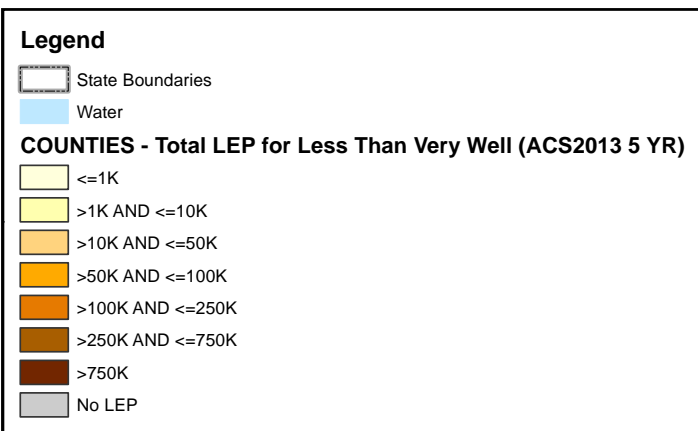 Legend
State Boundaries
Water
COUNTIES - Total LEP for Less Than Very Well (ACS2013 5 YR)
<=1K
>1K AND <=10K
>10K AND <=50K
>50K AND <=100K
>100K AND <=250K
>250K AND <=750K
>750K
No LEP